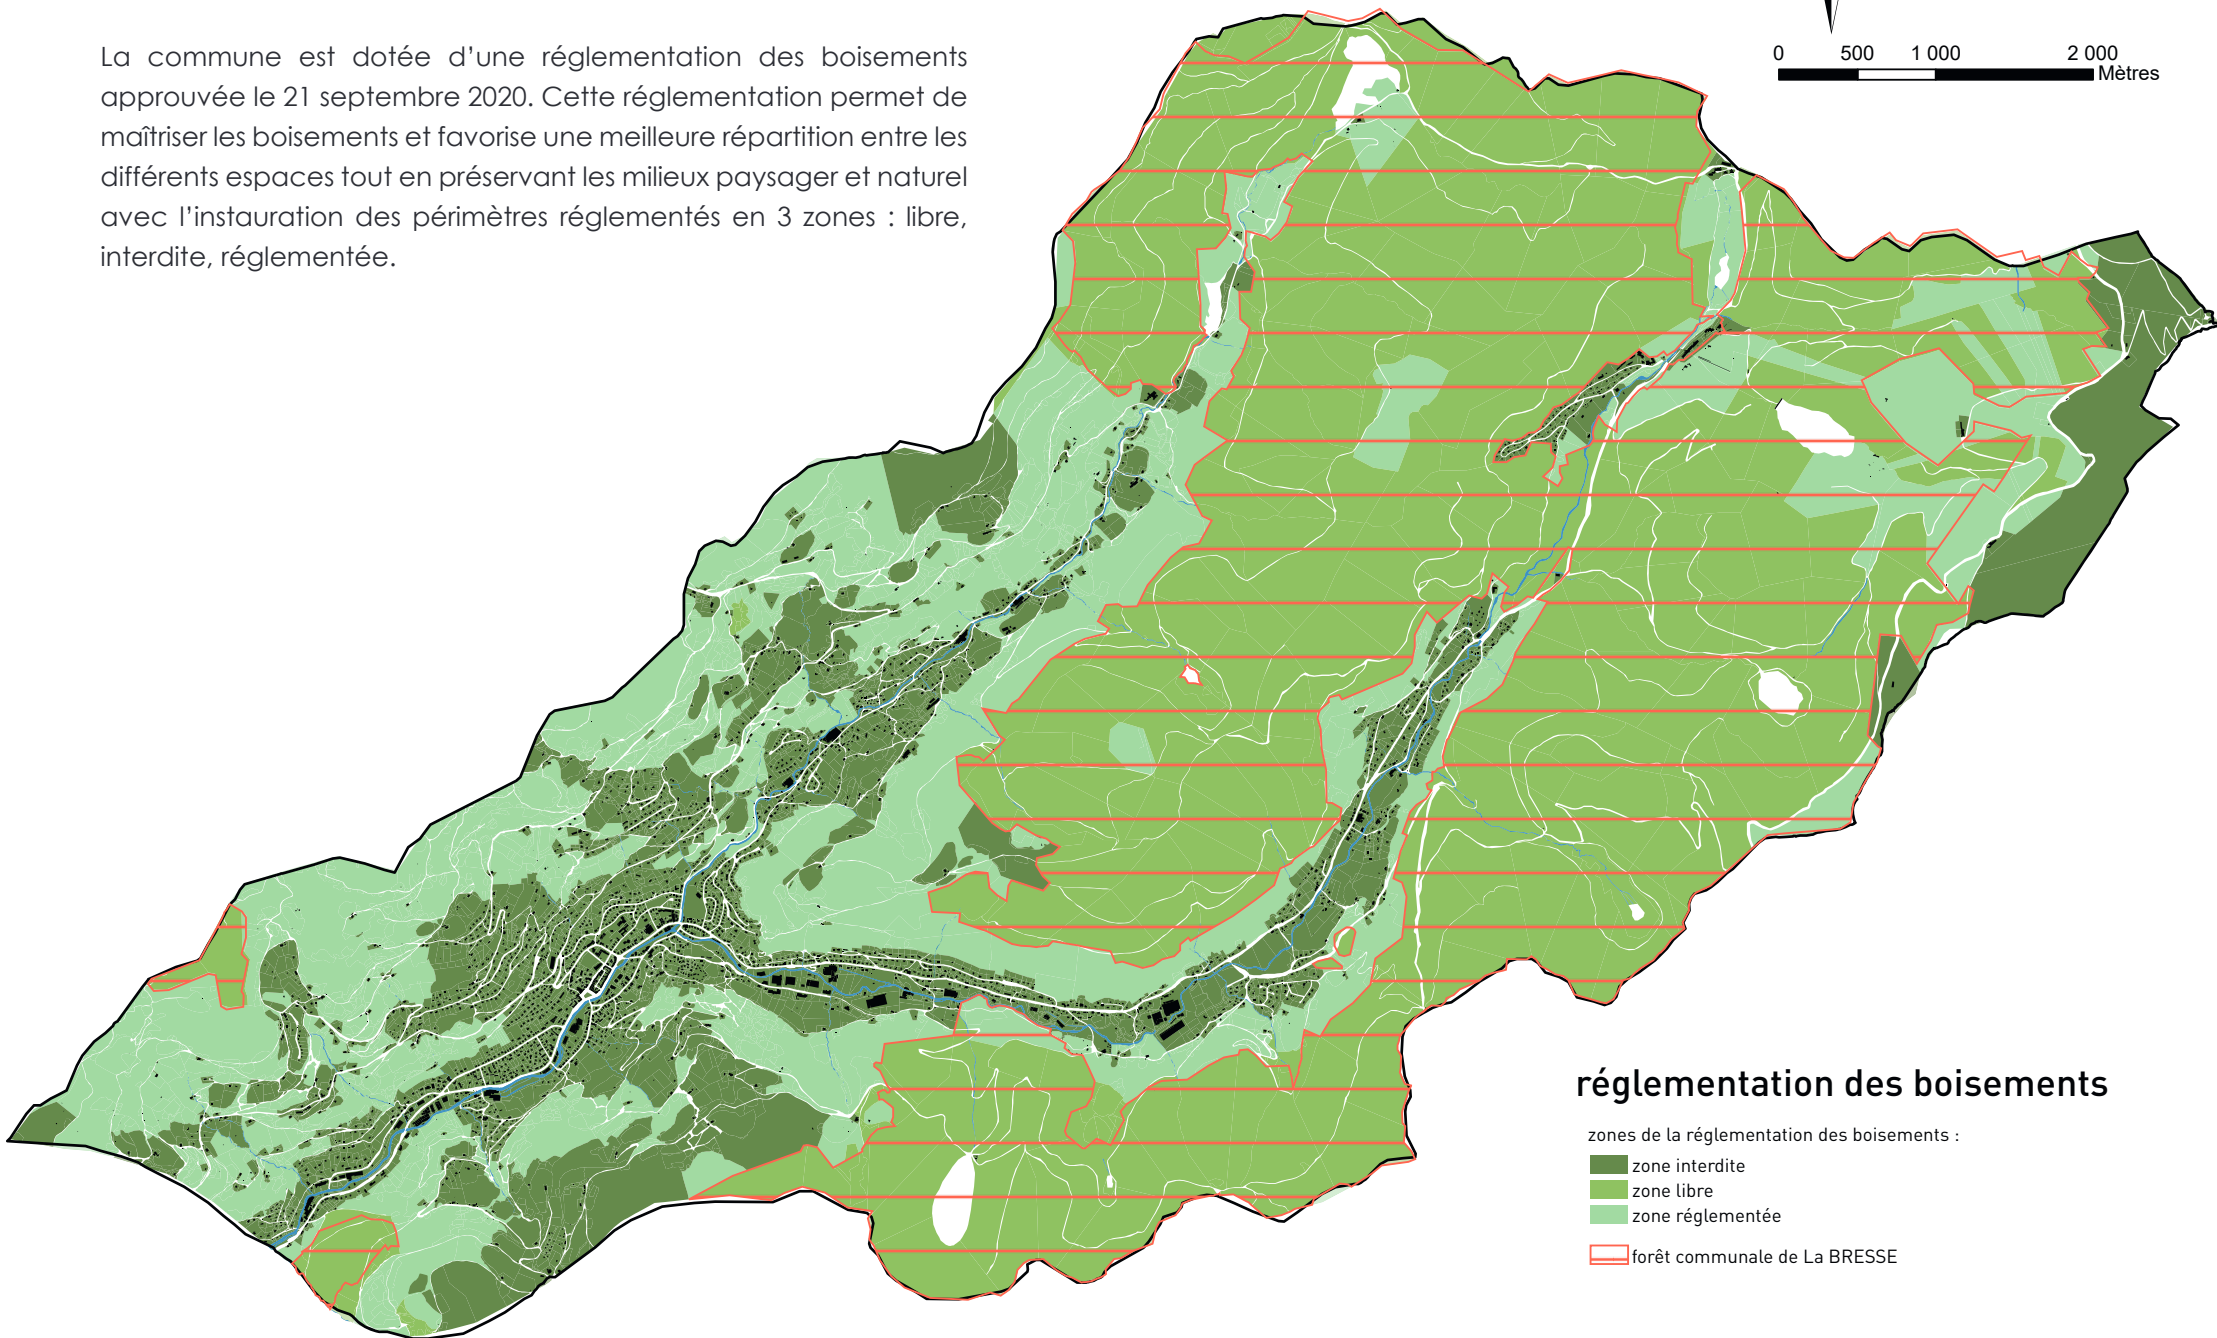 La commune est dotée d’une réglementation des boisements
approuvée le 21 septembre 2020. Cette réglementation permet de
maîtriser les boisements et favorise une meilleure répartition entre les
différents espaces tout en préservant les milieux paysager et naturel
avec l’instauration des périmètres réglementés en 3 zones : libre,
interdite, réglementée.
0 500 1 000 2 000
Mètres
réglementation des boisements
zones de la réglementation des boisements :
zone interdite
zone libre
zone réglementée
forêt communale de La BRESSE